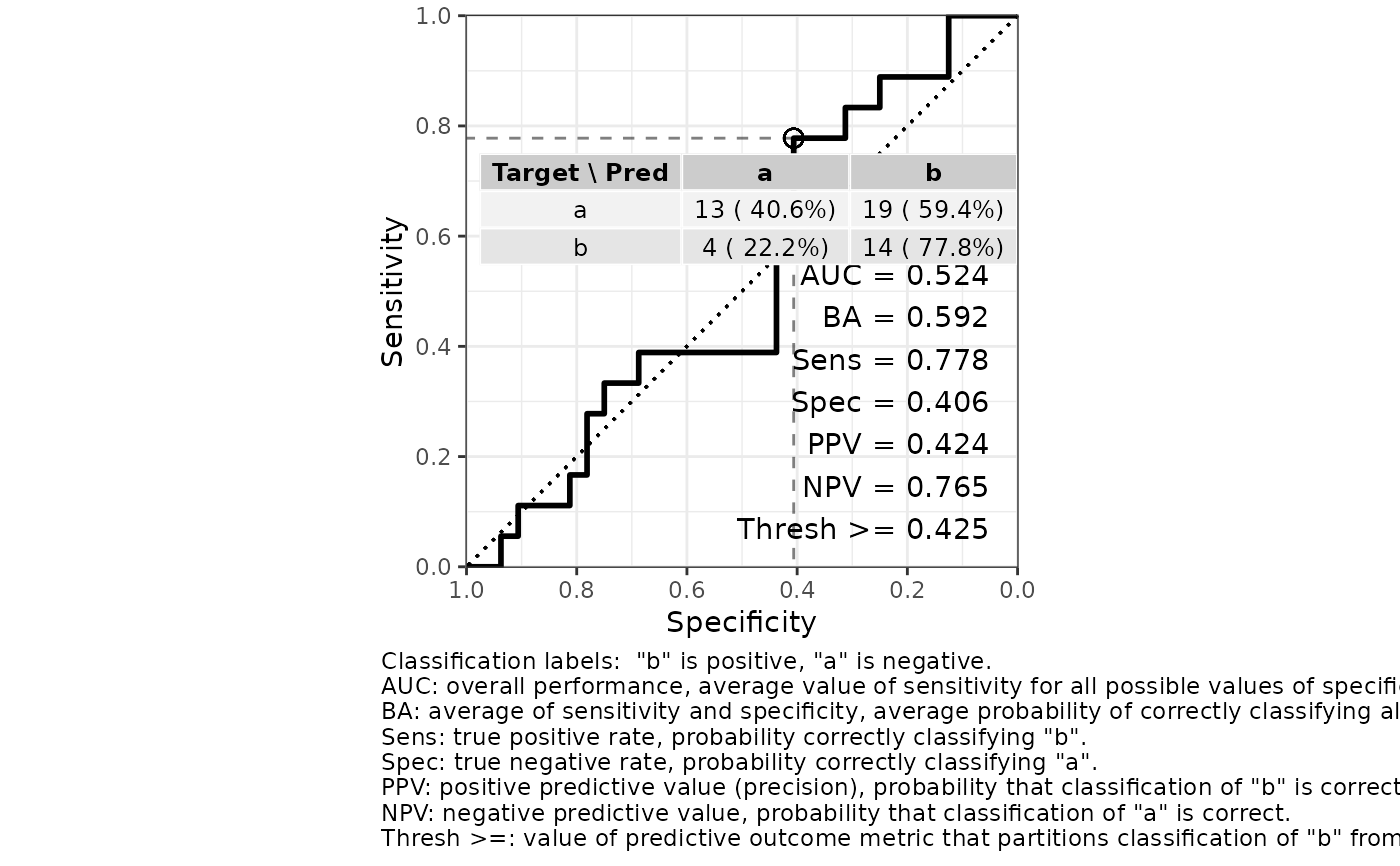 1.0
0.8
Target \ Pred a b
a 13 ( 40.6%) 19 ( 59.4%)
b 4 ( 22.2%) 14 ( 77.8%)
Sensitivity
0.6
AUC = 0.524
BA = 0.592
0.4
Sens = 0.778
Spec = 0.406
0.2
PPV = 0.424
NPV = 0.765
Thresh >= 0.425
0.0
1.0 0.8 0.6 0.4 0.2 0.0
Specificity
Classification labels:  "b" is positive, "a" is negative.
AUC: overall performance, average value of sensitivity for all possible values of
BA: average of sensitivity and specificity, average probability of correctly classifying
Sens: true positive rate, probability correctly classifying "b".
Spec: true negative rate, probability correctly classifying "a".
PPV: positive predictive value (precision), probability that classification of "b" is correct
NPV: negative predictive value, probability that classification of "a" is correct.
Thresh >=: value of predictive outcome metric that partitions classification of "b" from